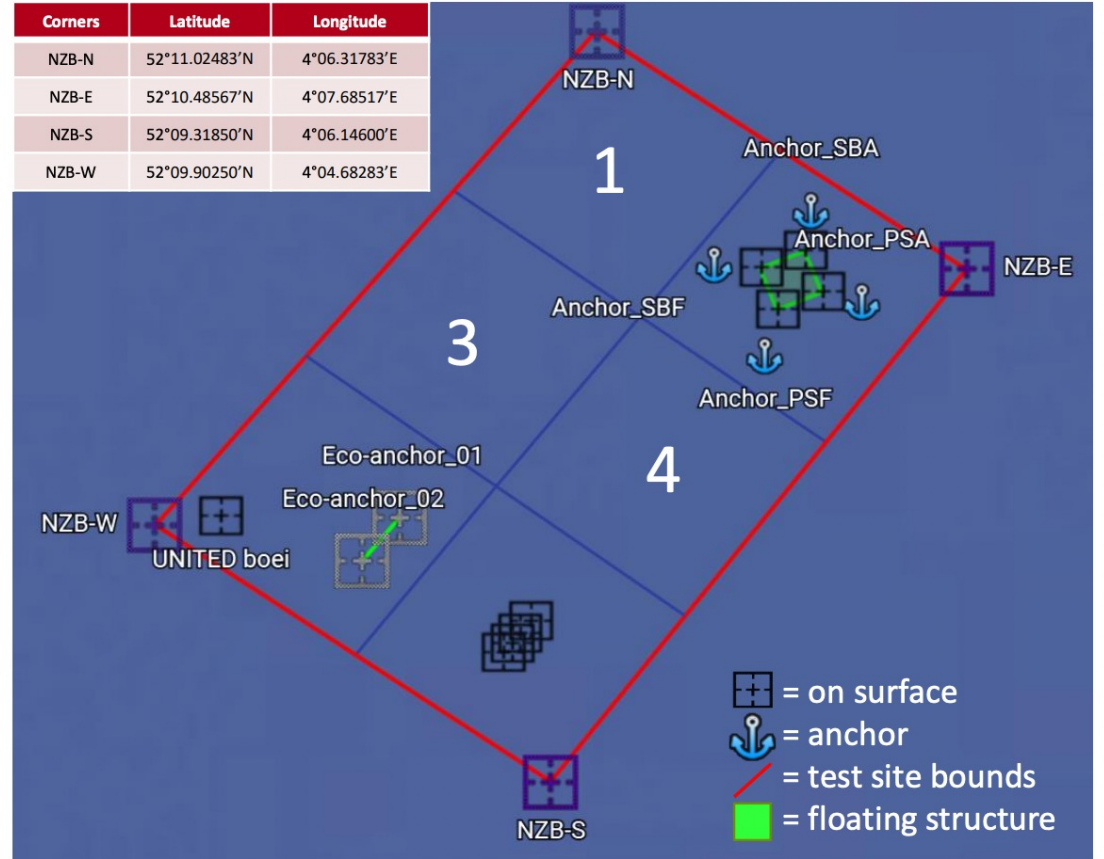 Corners Latitude Longitude
NZB-N 52°11.02483’N 4°06.31783’E
NZB-E 52°10.48567’N 4°07.68517’E
NZB-S 52°09.31850’N 4°06.14600’E
NZB-W 52°09.90250’N 4°04.68283’E
NZB-N
Anchor_SBA
1
Anchor_PSA
NZB-E
Anchor_SBF
3
Anchor_PSF
Eco-anchor_01
4
Eco-anchor_02
NZB-W
UNITED boei
NZB-S
= on surface
= anchor
= test site bounds
= floating structure